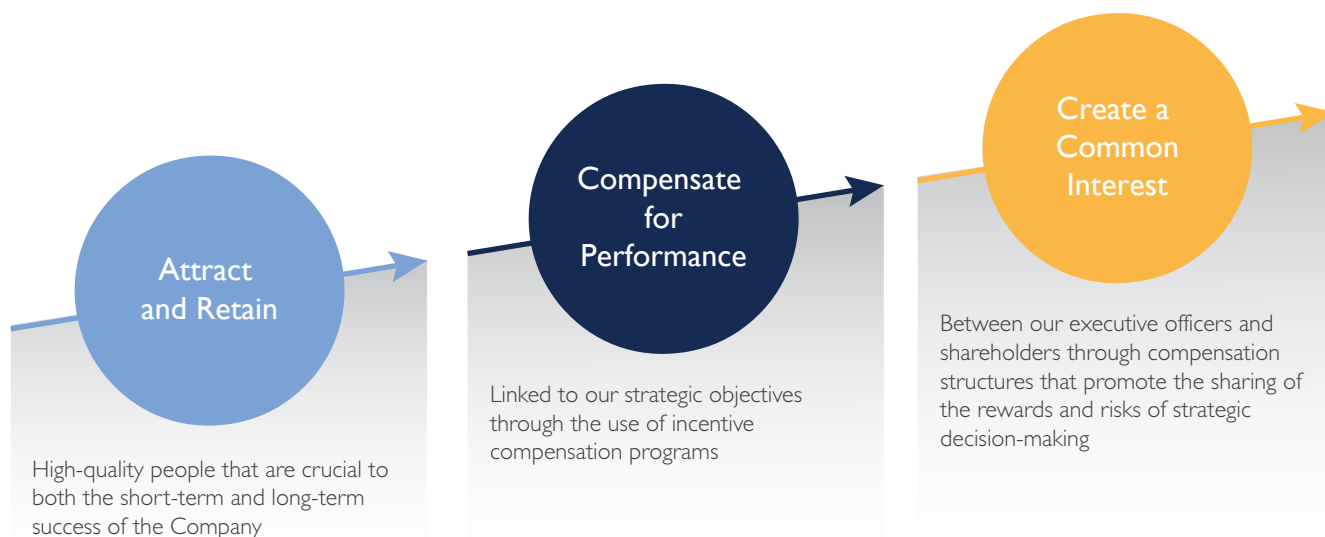 Attract
and Retain
High-quality people that are crucial to
both the short-term and long-term
success of the Company
Compensate
for
Performance
Linked to our strategic objectives
through the use of incentive
compensation programs
Create a
Common
Interest
Between our executive officers and
shareholders through compensation
structures that promote the sharing of
the rewards and risks of strategic
decision-making